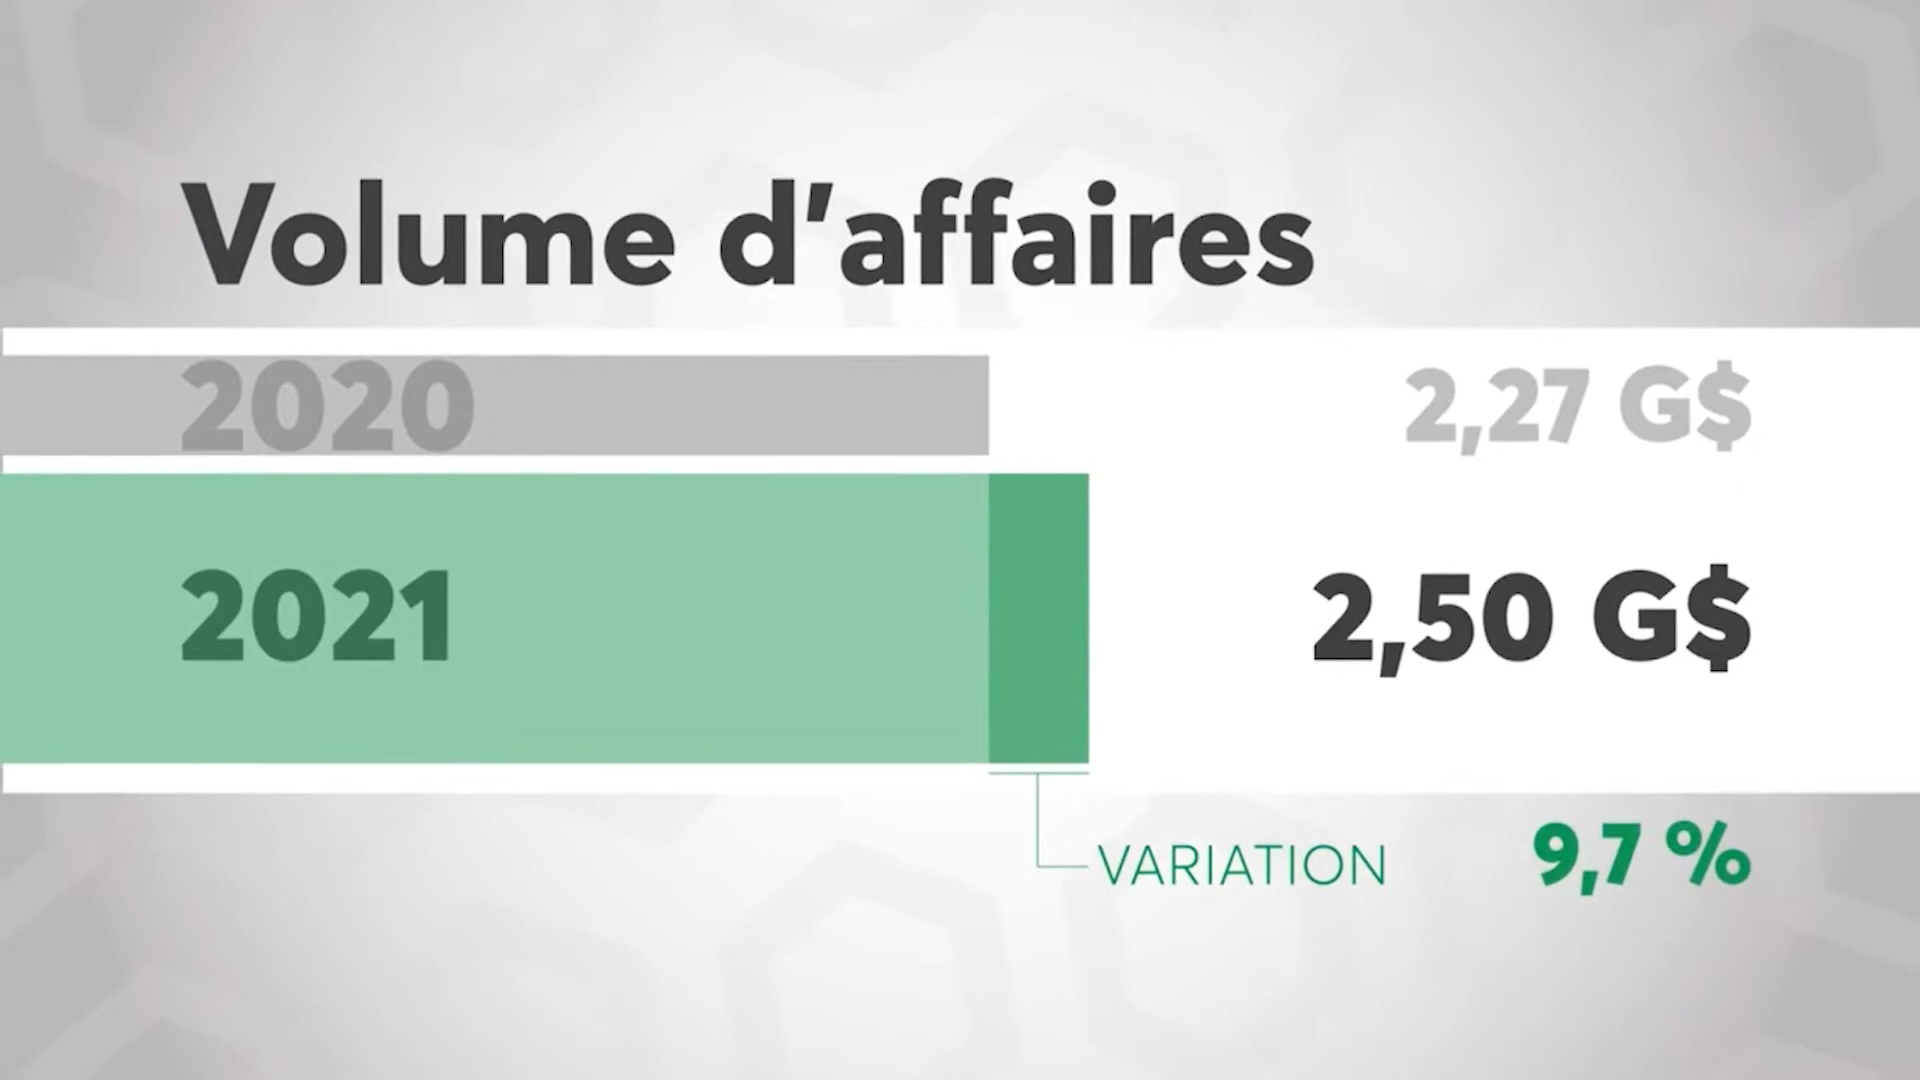 Volume d’affaires
2020 2,27 G$
2021 2,50 G$
VARIATION 9,7 %